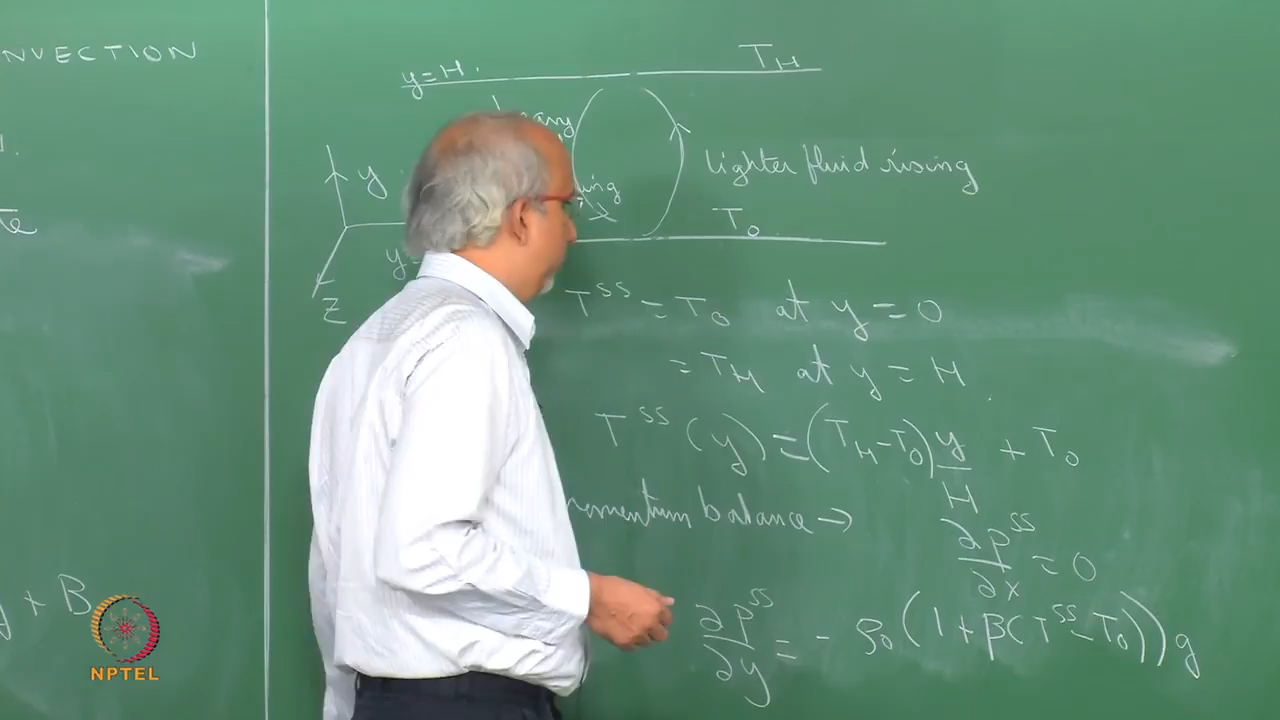 NVECTION
y = H.
T_H
y
lighter fluid rising
T_0
Z
T^ss = T_0 at y = 0
= T_H at y = H
T^ss (y) = (T_H - T_0) y/H + T_0
momentum balance →
∂p^ss/∂x = 0
y + B
∂p^ss/∂y = - ρ_0 (1 + β(T^ss - T_0)) g
NPTEL